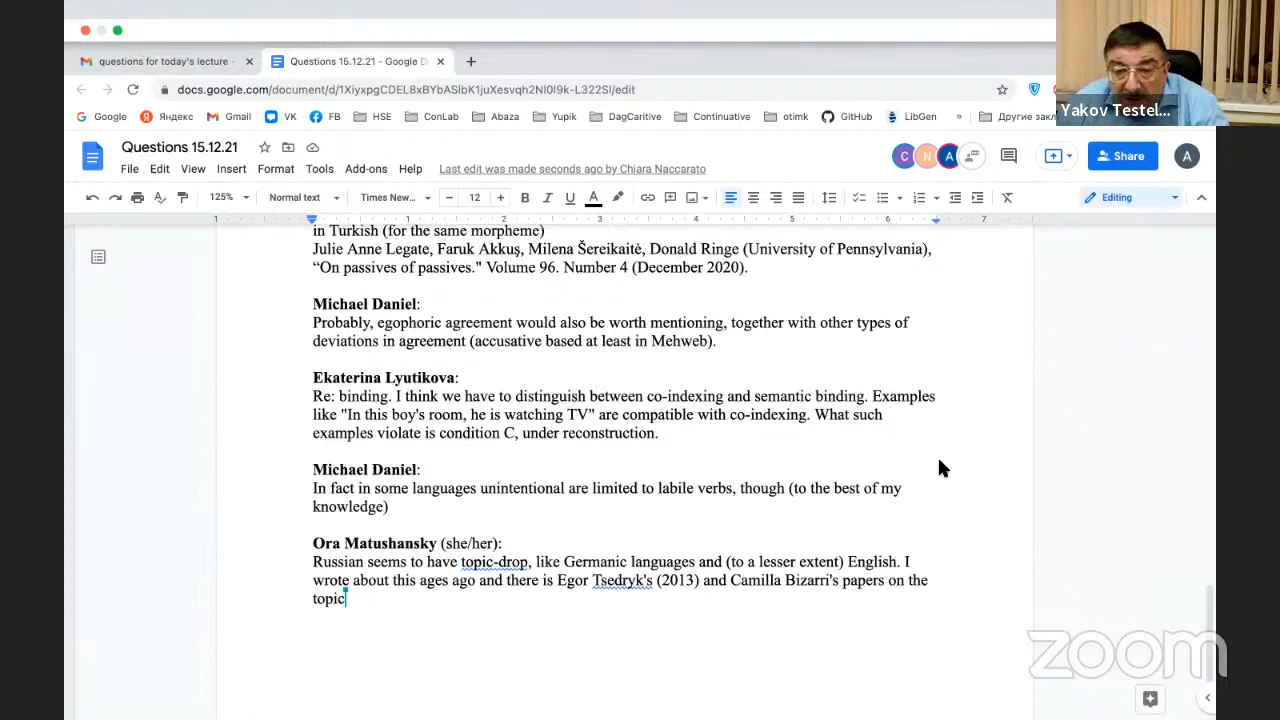 Yakov Testel...
questions for today's lecture -
Questions 15.12.21 - Google D
docs.google.com/document/d/1XiyxpgCDEL8xBYbASlbK1juXesvqh2Nl0l9k-L322SI/edit
Google Яндекс Gmail VK FB HSE ConLab Abaza Yupik DagCaritive Continuative otimk GitHub LibGen » Другие закл
Questions 15.12.21
File Edit View Insert Format Tools Add-ons Help Last edit was made seconds ago by Chiara Naccarato
C N A Share A
125% Normal text Times New... – 12 + B I U A Editing
1 1 2 3 4 5 6 7
in Turkish (for the same morpheme)
Julie Anne Legate, Faruk Akkuş, Milena Šereikaitė, Donald Ringe (University of Pennsylvania),
“On passives of passives." Volume 96. Number 4 (December 2020).
Michael Daniel:
Probably, egophoric agreement would also be worth mentioning, together with other types of
deviations in agreement (accusative based at least in Mehweb).
Ekaterina Lyutikova:
Re: binding. I think we have to distinguish between co-indexing and semantic binding. Examples
like "In this boy's room, he is watching TV" are compatible with co-indexing. What such
examples violate is condition C, under reconstruction.
Michael Daniel:
In fact in some languages unintentional are limited to labile verbs, though (to the best of my
knowledge)
Ora Matushansky (she/her):
Russian seems to have topic-drop, like Germanic languages and (to a lesser extent) English. I
wrote about this ages ago and there is Egor Tsedryk's (2013) and Camilla Bizarri's papers on the
topic
zoom